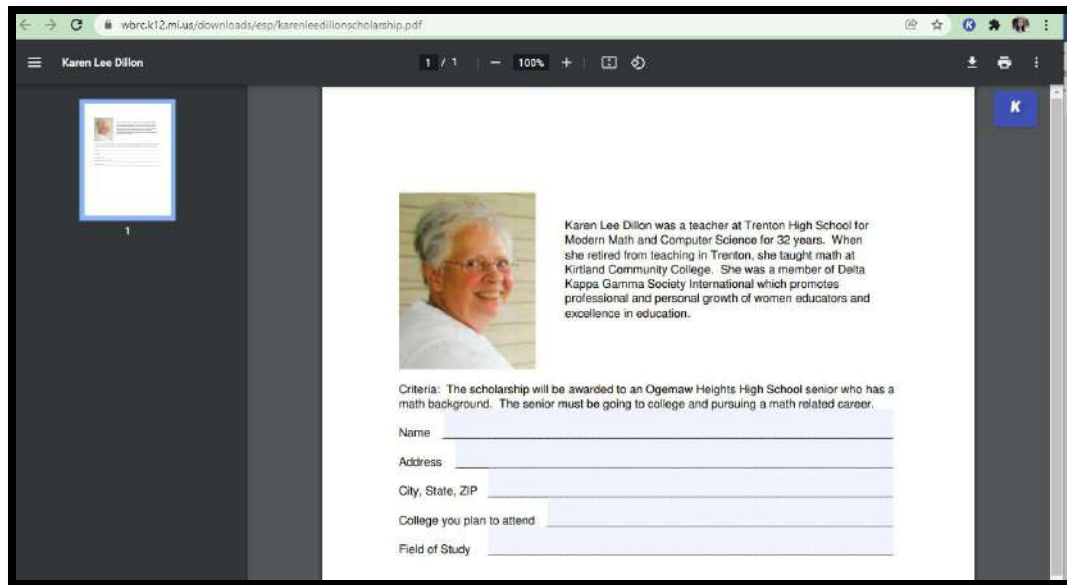 wbrc.k12.mi.us/downloads/esp/karenleedillonscholarship.pdf
K
Karen Lee Dillon
1 / 1
100%
K
1
Karen Lee Dillon was a teacher at Trenton High School for
Modern Math and Computer Science for 32 years. When
she retired from teaching in Trenton, she taught math at
Kirtland Community College. She was a member of Delta
Kappa Gamma Society International which promotes
professional and personal growth of women educators and
excellence in education.
Criteria: The scholarship will be awarded to an Ogemaw Heights High School senior who has a
math background. The senior must be going to college and pursuing a math related career.
Name
Address
City, State, ZIP
College you plan to attend
Field of Study